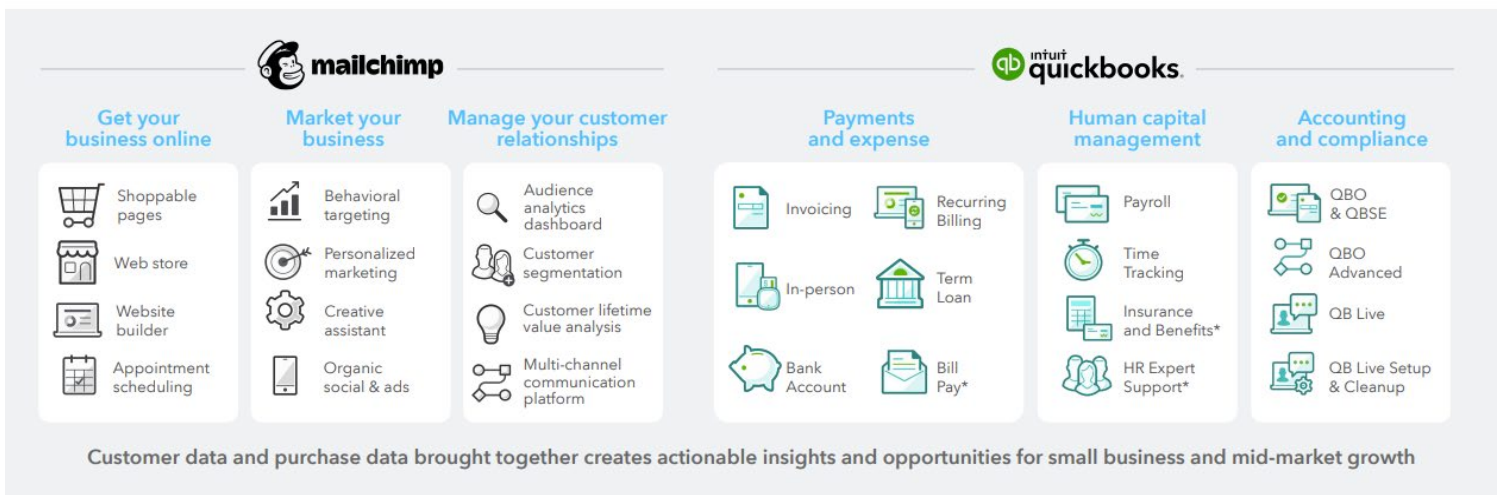 mailchimp
intuit
quickbooks.
qb
Get your
business online
Market your
business
Manage your customer
relationships
Payments
and expense
Human capital
management
Accounting
and compliance
Shoppable
pages
Web store
Website
builder
Appointment
scheduling
Behavioral
targeting
Personalized
marketing
Creative
assistant
Organic
social & ads
Audience
analytics
dashboard
Customer
segmentation
Customer lifetime
value analysis
Multi-channel
communication
platform
Invoicing
Recurring
Billing
In-person
Term
Loan
Bank
Account
Bill
Pay*
Payroll
Time
Tracking
Insurance
and Benefits*
HR Expert
Support*
QBO
& QBSE
QBO
Advanced
QB Live
QB Live Setup
& Cleanup
Customer data and purchase data brought together creates actionable insights and opportunities for small business and mid-market growth